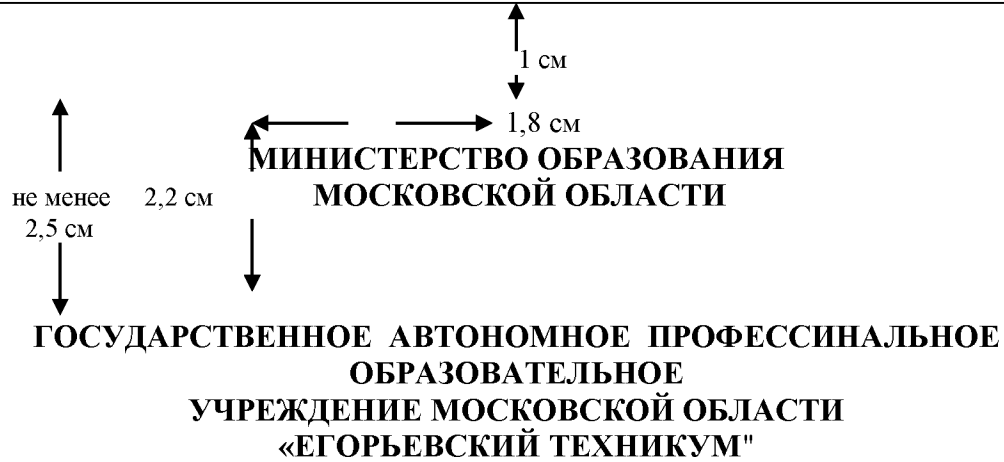 1 см
1,8 см
МИНИСТЕРСТВО ОБРАЗОВАНИЯ
МОСКОВСКОЙ ОБЛАСТИ
не менее 2,2 см
2,5 см
ГОСУДАРСТВЕННОЕ АВТОНОМНОЕ ПРОФЕССИНАЛЬНОЕ
ОБРАЗОВАТЕЛЬНОЕ
УЧРЕЖДЕНИЕ МОСКОВСКОЙ ОБЛАСТИ
«ЕГОРЬЕВСКИЙ ТЕХНИКУМ"